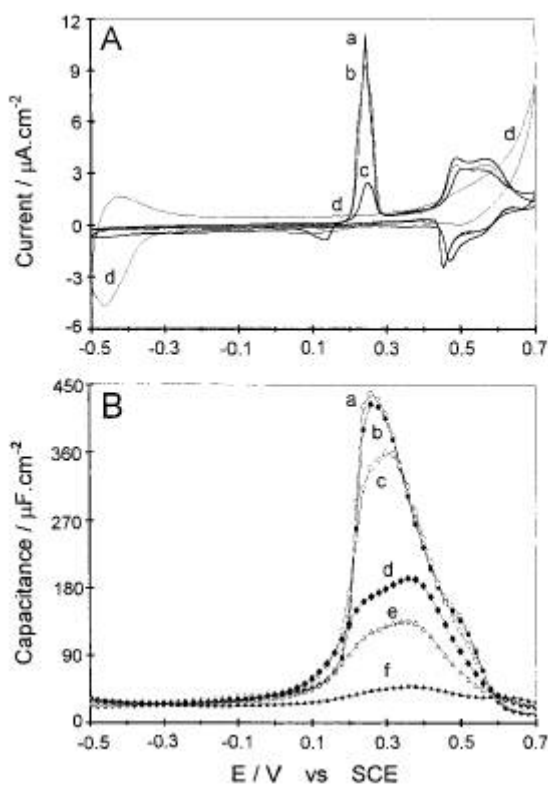 A
Current / μA.cm⁻²
12
9
6
3
0
-3
-6
a
b
c
d
d
d
-0.5 -0.3 -0.1 0.1 0.3 0.5 0.7
B
Capacitance / μF.cm⁻²
450
360
270
180
90
0
a
b
c
d
e
f
-0.5 -0.3 -0.1 0.1 0.3 0.5 0.7
E / V vs SCE